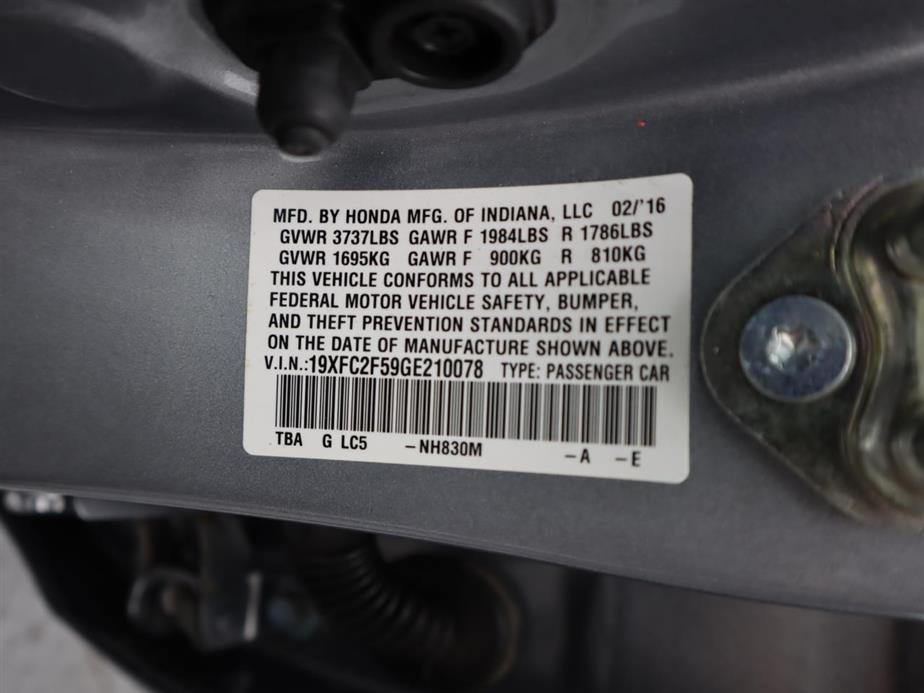 MFD. BY HONDA MFG. OF INDIANA, LLC 02/'16
GVWR 3737LBS GAWR F 1984LBS R 1786LBS
GVWR 1695KG GAWR F 900KG R 810KG
THIS VEHICLE CONFORMS TO ALL APPLICABLE
FEDERAL MOTOR VEHICLE SAFETY, BUMPER,
AND THEFT PREVENTION STANDARDS IN EFFECT
ON THE DATE OF MANUFACTURE SHOWN ABOVE.
V.I.N.:19XFC2F59GE210078 TYPE: PASSENGER CAR
TBA G LC5 -NH830M -A -E